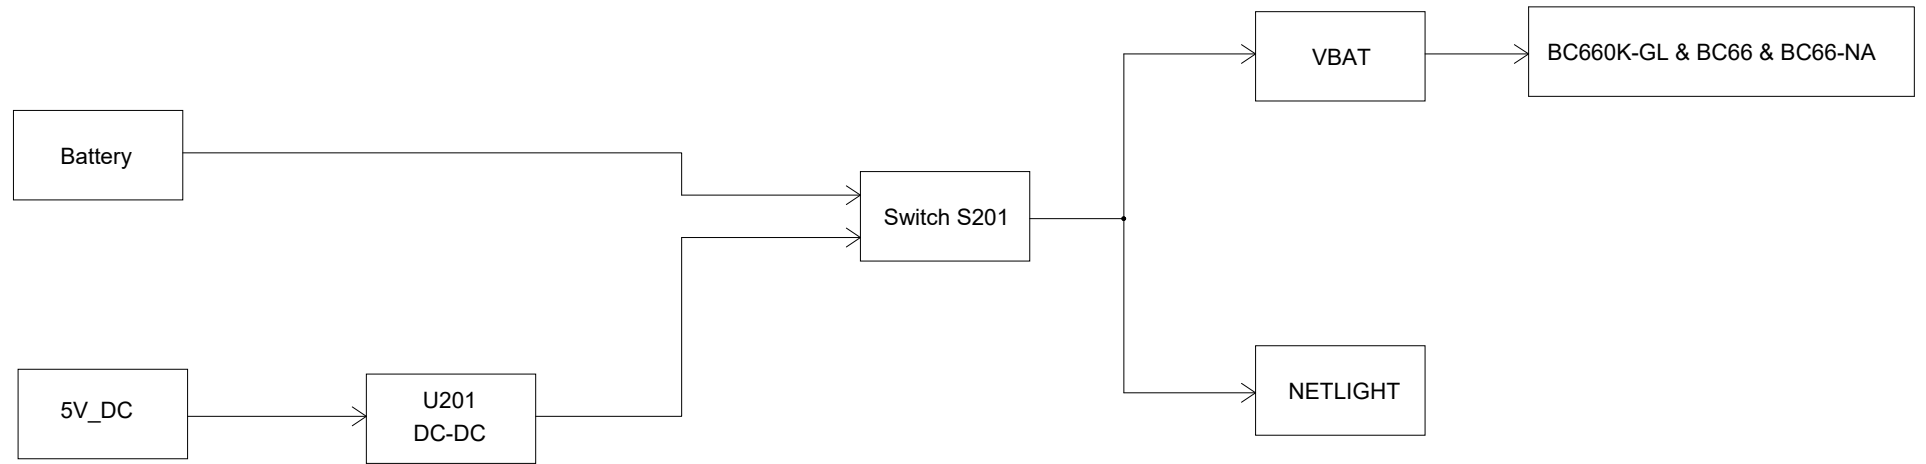 VBAT
BC660K-GL & BC66 & BC66-NA
Battery
Switch S201
5V_DC
U201
DC-DC
NETLIGHT